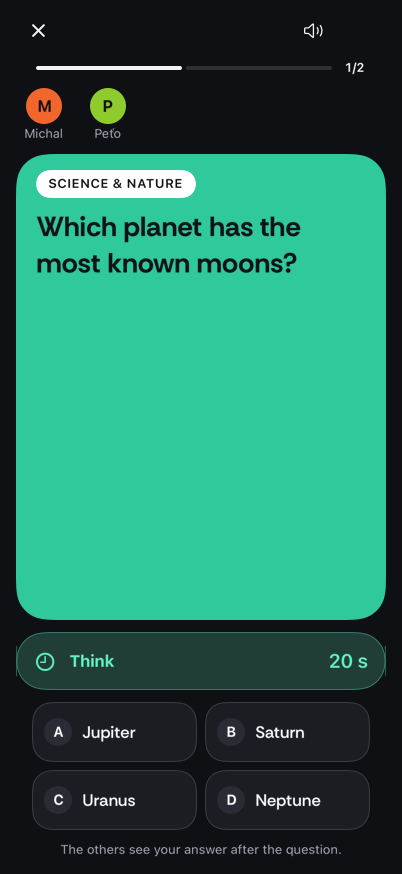 1/2
M
P
Michal
Peťo
SCIENCE & NATURE
Which planet has the
most known moons?
Think
20 s
A Jupiter
B Saturn
C Uranus
D Neptune
The others see your answer after the question.